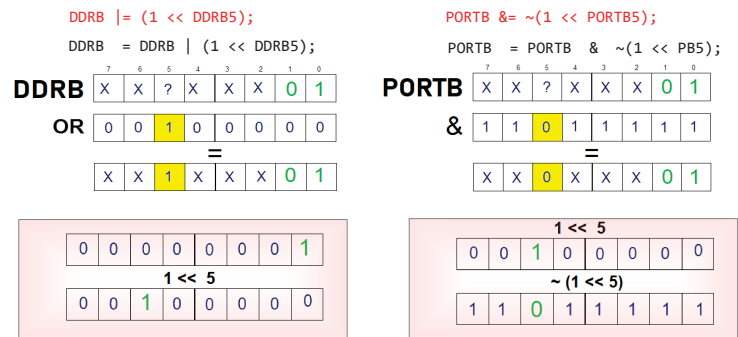 DDRB |= (1 << DDRB5);
DDRB = DDRB | (1 << DDRB5);
7 6 5 4 3 2 1 0
DDRB X X ? X X X 0 1
OR 0 0 1 0 0 0 0 0
=
X X 1 X X X 0 1
0 0 0 0 0 0 0 1
1 << 5
0 0 1 0 0 0 0 0
PORTB &= ~(1 << PORTB5);
PORTB = PORTB & ~(1 << PB5);
7 6 5 4 3 2 1 0
PORTB X X ? X X X 0 1
& 1 1 0 1 1 1 1 1
=
X X 0 X X X 0 1
1 << 5
0 0 1 0 0 0 0 0
~ (1 << 5)
1 1 0 1 1 1 1 1